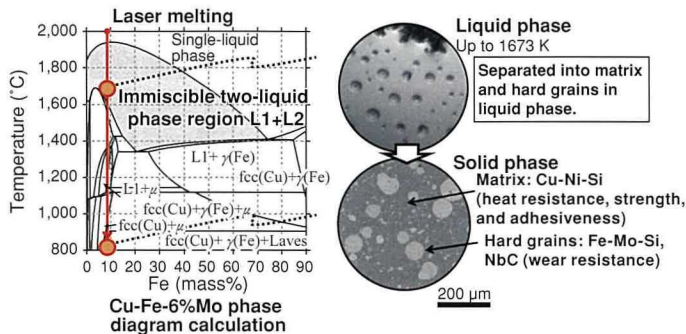 Laser melting
2,000
1,800
1,600
1,400
1,200
1,000
800
Temperature (°C)
Single-liquid
phase
Immiscible two-liquid
phase region L1+L2
L1+ γ(Fe)
fcc(Cu)+γ(Fe)
L1+μ
fcc(Cu)+γ(Fe)+μ
fcc(Cu)+μ
fcc(Cu)+ γ(Fe)+Laves
0 10 20 30 40 50 60 70 80 90
Fe (mass%)
Cu-Fe-6%Mo phase
diagram calculation
Liquid phase
Up to 1673 K
Separated into matrix
and hard grains in
liquid phase.
Solid phase
Matrix: Cu-Ni-Si
(heat resistance, strength,
and adhesiveness)
Hard grains: Fe-Mo-Si,
NbC (wear resistance)
200 μm